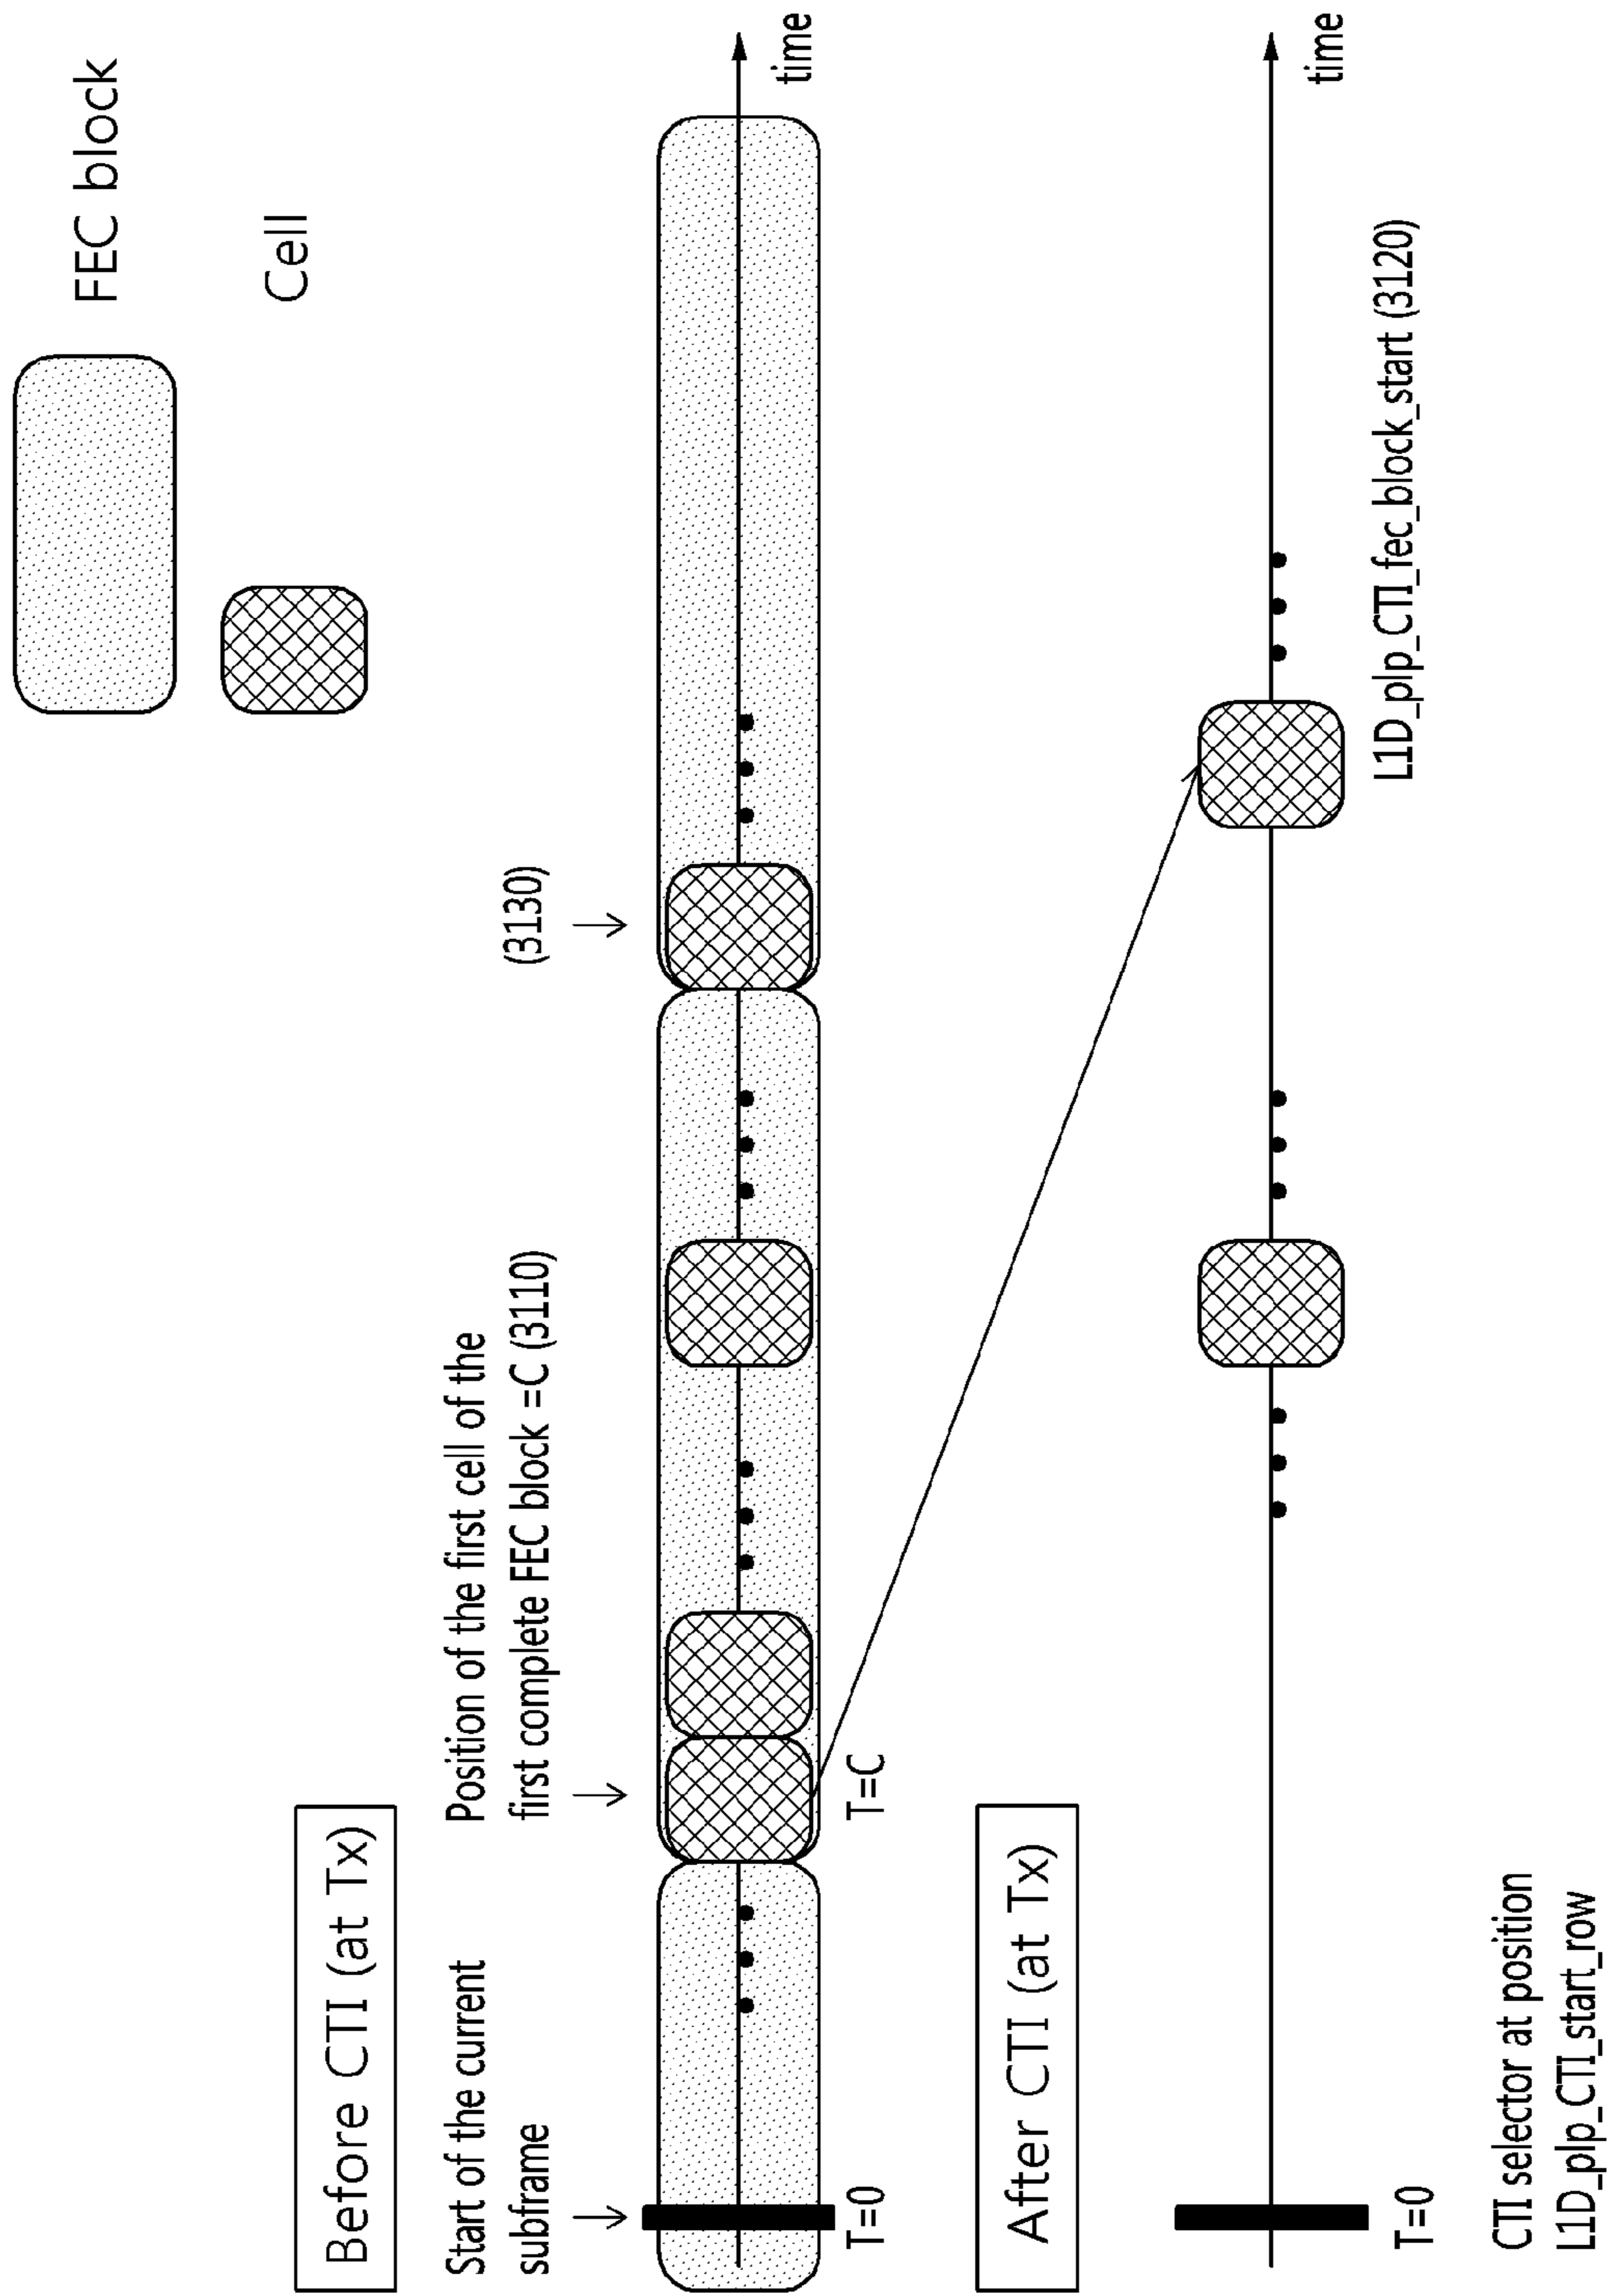 FEC block
Cell
Before CTI (at Tx)
Start of the current
subframe
Position of the first cell of the
first complete FEC block =C (3110)
(3130)
T=0
T=C
time
After CTI (at Tx)
T=0
time
CTI selector at position
L1D_plp_CTI_start_row
L1D_plp_CTI_fec_block_start (3120)